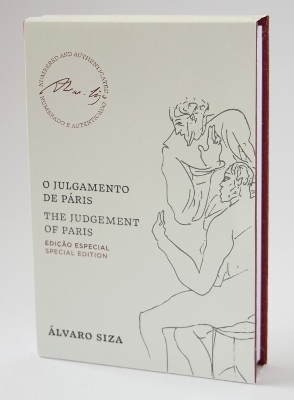 NUMBERED AND AUTHENTICATED
NUMERADO E AUTENTICADO
O JULGAMENTO
DE PÁRIS
THE JUDGEMENT
OF PARIS
EDIÇÃO ESPECIAL
SPECIAL EDITION
ÁLVARO SIZA